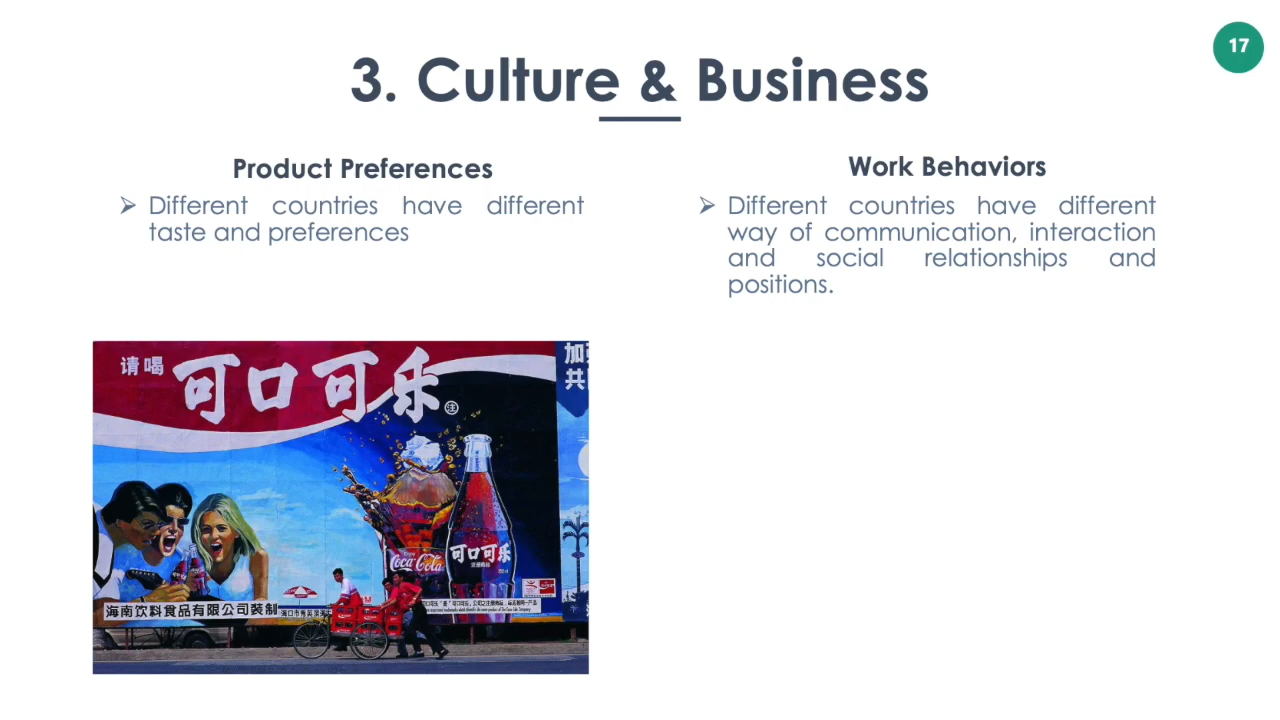 17
3. Culture & Business
Product Preferences
➢ Different countries have different
taste and preferences
Work Behaviors
➢ Different countries have different
way of communication, interaction
and social relationships and
positions.
请喝
可口可乐
注
加
共
Enjoy
Coca-Cola
可口可乐
海南饮料食品有限公司装制